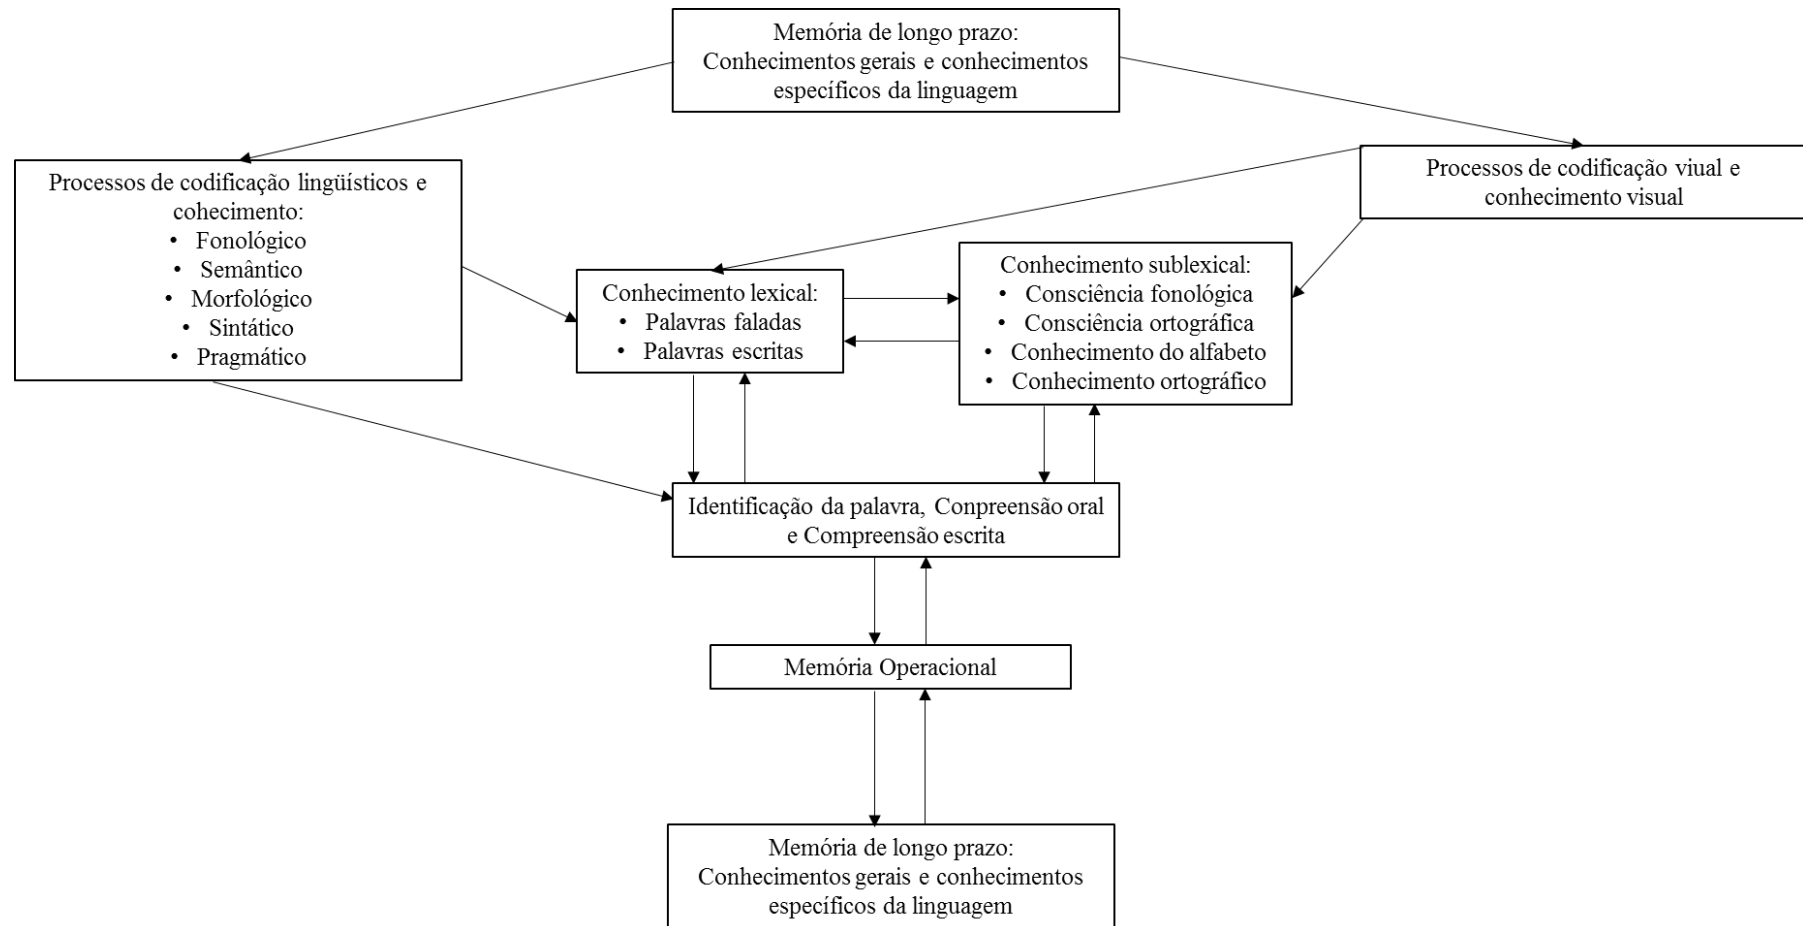 Memória de longo prazo:
Conhecimentos gerais e conhecimentos
específicos da linguagem
Processos de codificação lingüísticos e
cohecimento:
• Fonológico
• Semântico
• Morfológico
• Sintático
• Pragmático
Processos de codificação viual e
conhecimento visual
Conhecimento lexical:
• Palavras faladas
• Palavras escritas
Conhecimento sublexical:
• Consciência fonológica
• Consciência ortográfica
• Conhecimento do alfabeto
• Conhecimento ortográfico
Identificação da palavra, Conpreensão oral
e Compreensão escrita
Memória Operacional
Memória de longo prazo:
Conhecimentos gerais e conhecimentos
específicos da linguagem